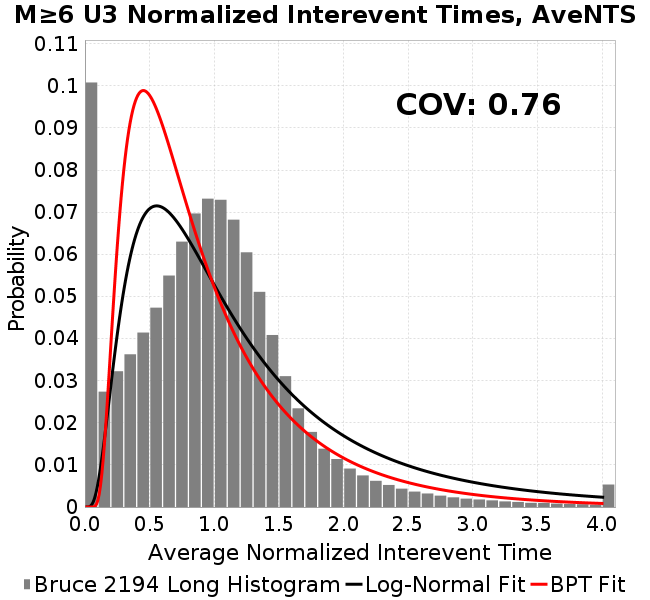 M≥6 U3 Normalized Interevent Times, AveNTS
COV: 0.76
0.11
0.1
0.09
0.08
0.07
0.06
0.05
0.04
0.03
0.02
0.01
0
Probability
0.0 0.5 1.0 1.5 2.0 2.5 3.0 3.5 4.0
Average Normalized Interevent Time
Bruce 2194 Long Histogram Log-Normal Fit BPT Fit